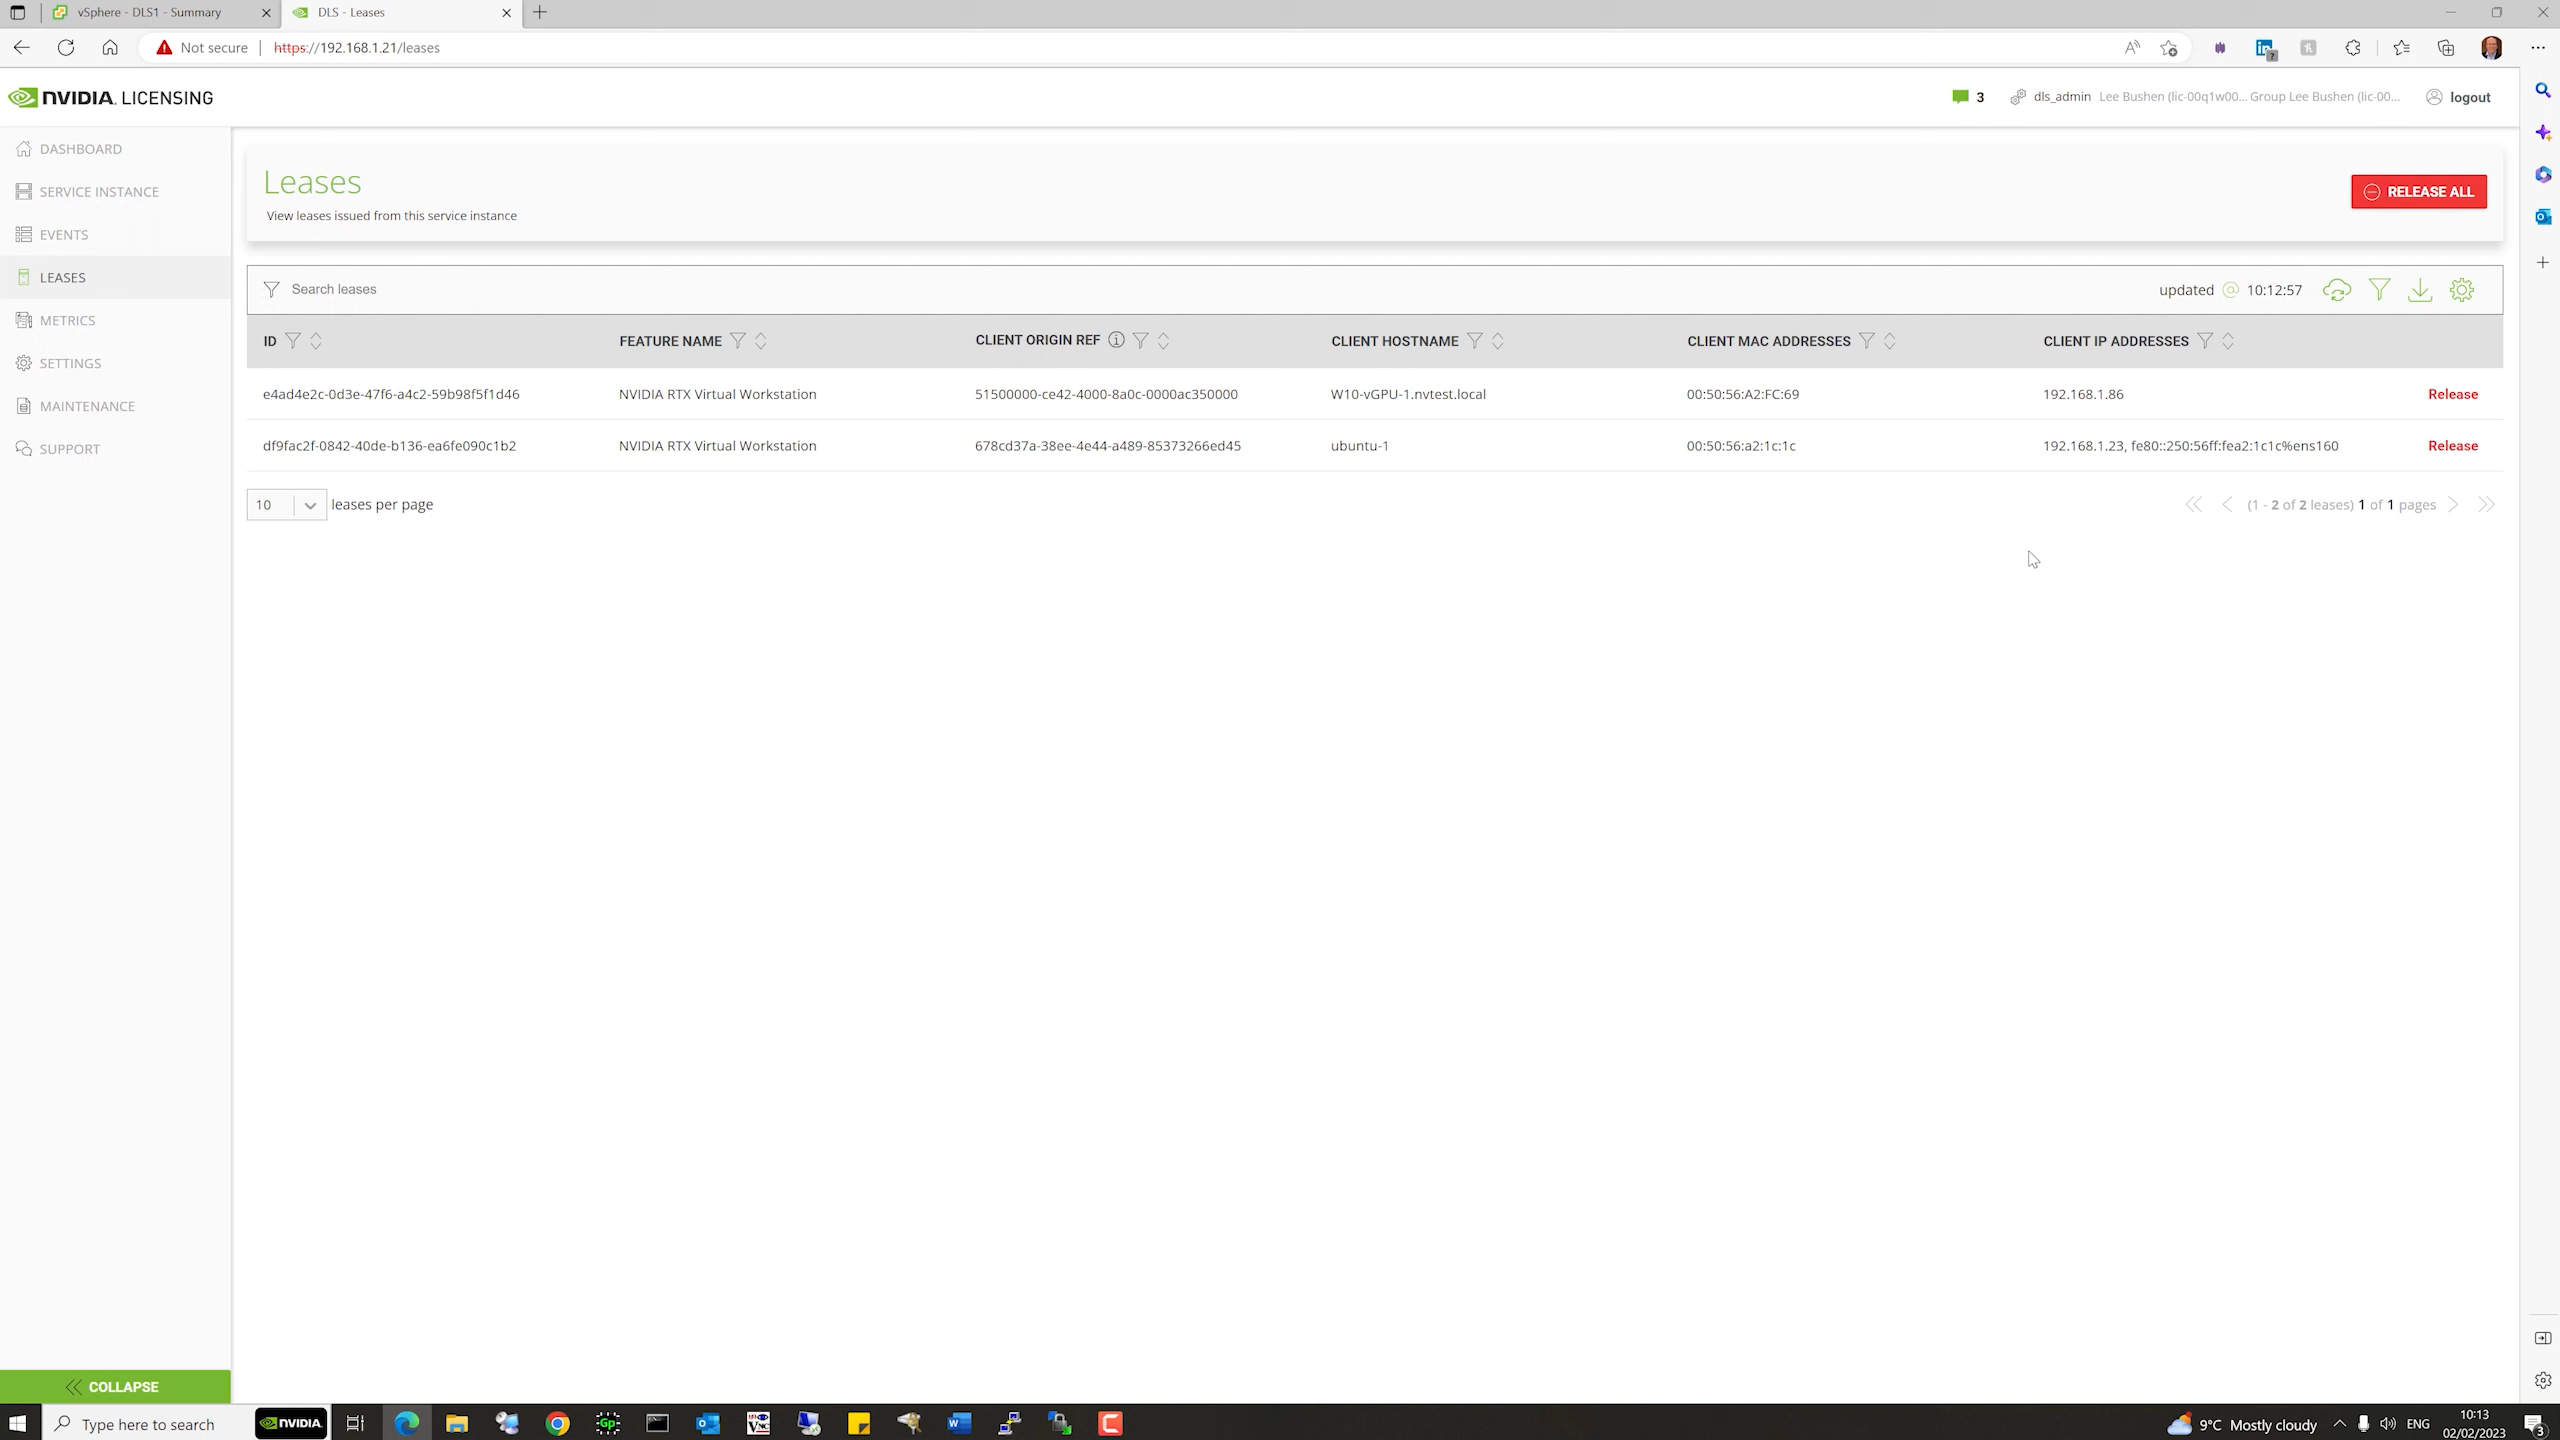 vSphere - DLS1 - Summary
DLS - Leases
Not secure
https://192.168.1.21/leases
NVIDIA. LICENSING
3
dls_admin
Lee Bushen (lic-00q1w00... Group Lee Bushen (lic-00...
logout
DASHBOARD
SERVICE INSTANCE
EVENTS
LEASES
METRICS
SETTINGS
MAINTENANCE
SUPPORT
Leases
View leases issued from this service instance
RELEASE ALL
Search leases
updated @ 10:12:57
ID FEATURE NAME CLIENT ORIGIN REF CLIENT HOSTNAME CLIENT MAC ADDRESSES CLIENT IP ADDRESSES
e4ad4e2c-0d3e-47f6-a4c2-59b98f5f1d46 NVIDIA RTX Virtual Workstation 51500000-ce42-4000-8a0c-0000ac350000 W10-vGPU-1.nvtest.local 00:50:56:A2:FC:69 192.168.1.86 Release
df9fac2f-0842-40de-b136-ea6fe090c1b2 NVIDIA RTX Virtual Workstation 678cd37a-38ee-4e44-a489-85373266ed45 ubuntu-1 00:50:56:a2:1c:1c 192.168.1.23, fe80::250:56ff:fea2:1c1c%ens160 Release
10 leases per page
(1 - 2 of 2 leases) 1 of 1 pages
COLLAPSE
Type here to search
NVIDIA.
9°C Mostly cloudy
ENG
10:13
02/02/2023
3